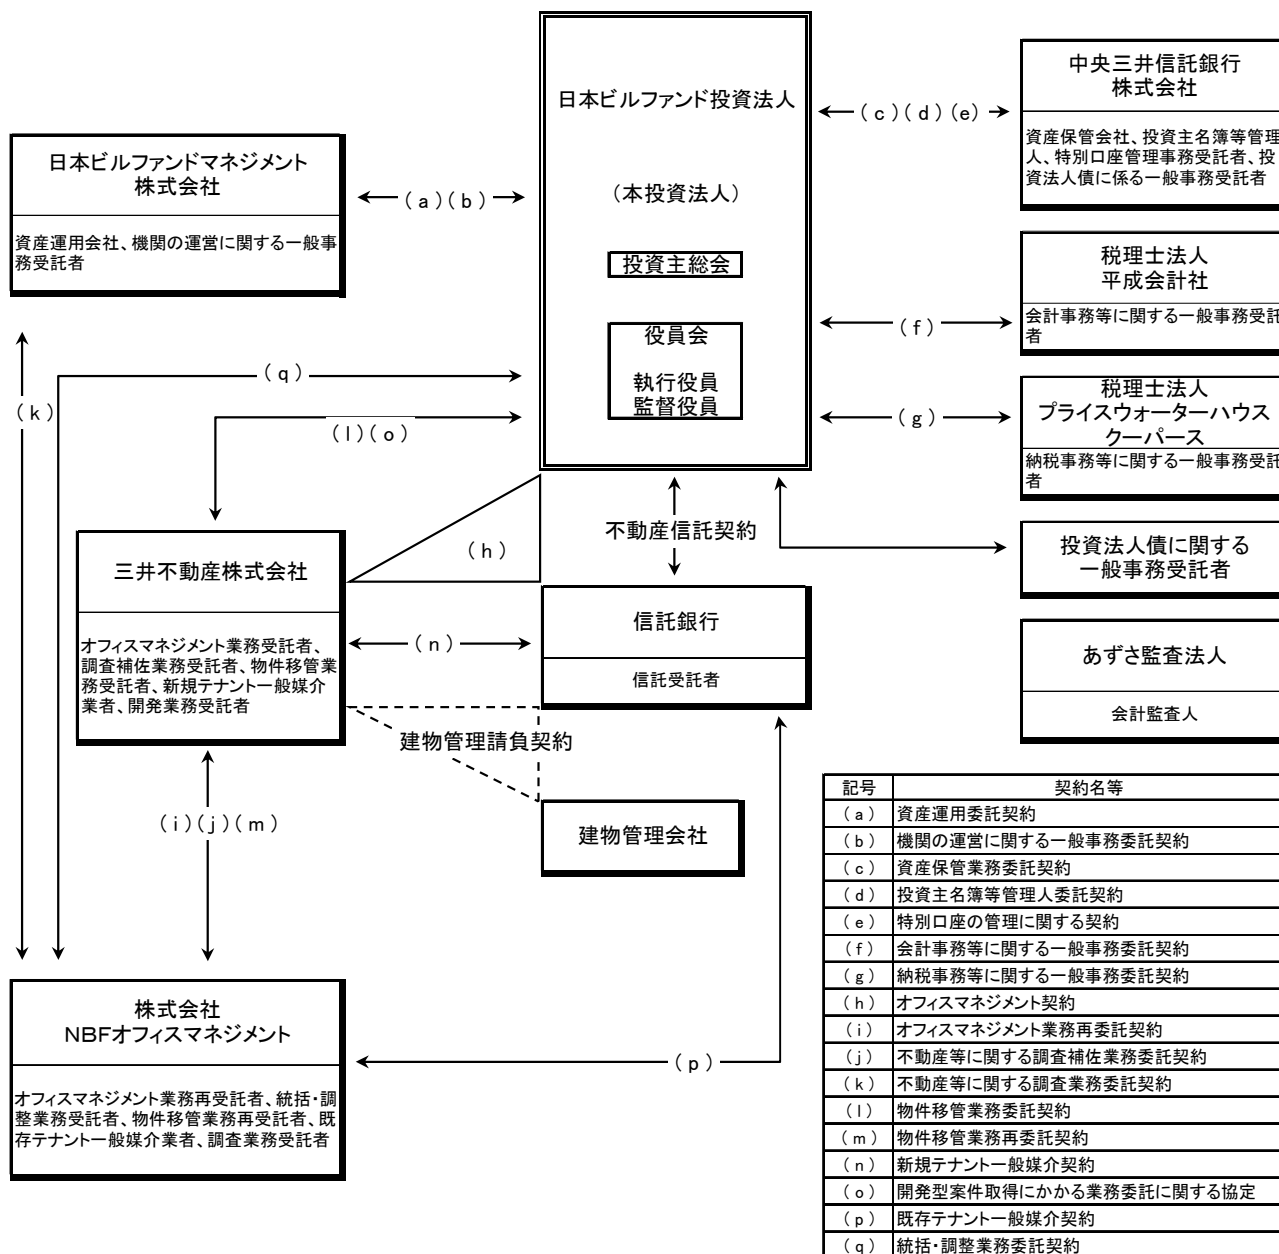 日本ビルファンド投資法人
（本投資法人）
投資主総会
役員会
執行役員
監督役員
中央三井信託銀行
株式会社
資産保管会社、投資主名簿等管理
人、特別口座管理事務受託者、投
資法人債に係る一般事務受託者
日本ビルファンドマネジメント
株式会社
資産運用会社、機関の運営に関する一般事
務受託者
（ａ）（ｂ）
（ｃ）（ｄ）（ｅ）
税理士法人
平成会計社
会計事務等に関する一般事務受託
者
（ｆ）
税理士法人
プライスウォーターハウス
クーパース
納税事務等に関する一般事務受託
者
（ｇ）
（ｑ）
（ｋ）
（ｌ）（ｏ）
投資法人債に関する
一般事務受託者
不動産信託契約
（ｈ）
三井不動産株式会社
オフィスマネジメント業務受託者、
調査補佐業務受託者、物件移管業
務受託者、新規テナント一般媒介
業者、開発業務受託者
（ｎ）
信託銀行
信託受託者
あずさ監査法人
会計監査人
建物管理請負契約
建物管理会社
（ｉ）（ｊ）（ｍ）
株式会社
ＮＢＦオフィスマネジメント
オフィスマネジメント業務再受託者、統括・調
整業務受託者、物件移管業務再受託者、既
存テナント一般媒介業者、調査業務受託者
（ｐ）
記号 契約名等
（ａ） 資産運用委託契約
（ｂ） 機関の運営に関する一般事務委託契約
（ｃ） 資産保管業務委託契約
（ｄ） 投資主名簿等管理人委託契約
（ｅ） 特別口座の管理に関する契約
（ｆ） 会計事務等に関する一般事務委託契約
（ｇ） 納税事務等に関する一般事務委託契約
（ｈ） オフィスマネジメント契約
（ｉ） オフィスマネジメント業務再委託契約
（ｊ） 不動産等に関する調査補佐業務委託契約
（ｋ） 不動産等に関する調査業務委託契約
（ｌ） 物件移管業務委託契約
（ｍ） 物件移管業務再委託契約
（ｎ） 新規テナント一般媒介契約
（ｏ） 開発型案件取得にかかる業務委託に関する協定
（ｐ） 既存テナント一般媒介契約
（ｑ） 統括・調整業務委託契約